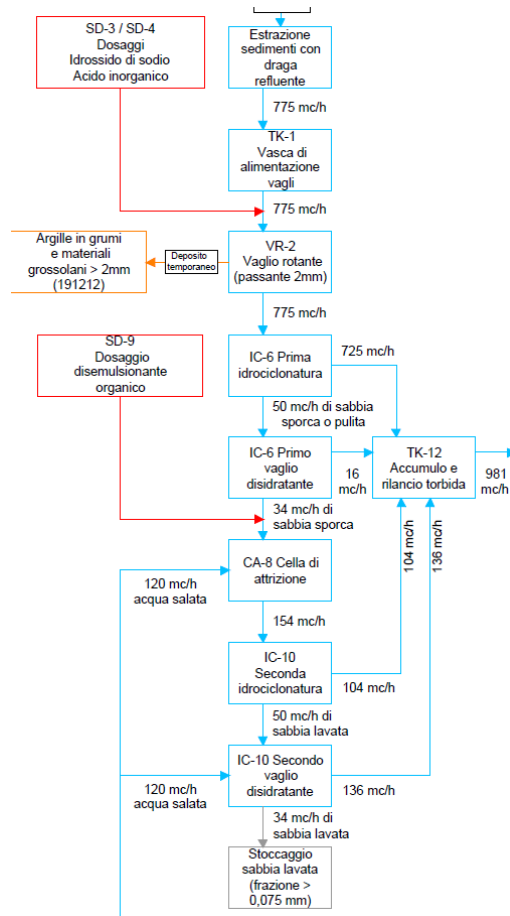 SD-3 / SD-4
Dosaggi
Idrossido di sodio
Acido inorganico
Estrazione
sedimenti con
draga
refluente
775 mc/h
TK-1
Vasca di
alimentazione
vagli
775 mc/h
Argille in grumi
e materiali
grossolani > 2mm
(191212)
Deposito
temporaneo
VR-2
Vaglio rotante
(passante 2mm)
775 mc/h
SD-9
Dosaggio
disemulsionante
organico
IC-6 Prima
idrociclonatura
725 mc/h
50 mc/h di sabbia
sporca o pulita
IC-6 Primo
vaglio
disidratante
16
mc/h
TK-12
Accumulo e
rilancio torbida
981
mc/h
34 mc/h di
sabbia sporca
104 mc/h
136 mc/h
CA-8 Cella di
attrizione
120 mc/h
acqua salata
154 mc/h
IC-10
Seconda
idrociclonatura
104 mc/h
50 mc/h di
sabbia lavata
IC-10 Secondo
vaglio
disidratante
120 mc/h
acqua salata
136 mc/h
34 mc/h di
sabbia lavata
Stoccaggio
sabbia lavata
(frazione >
0,075 mm)